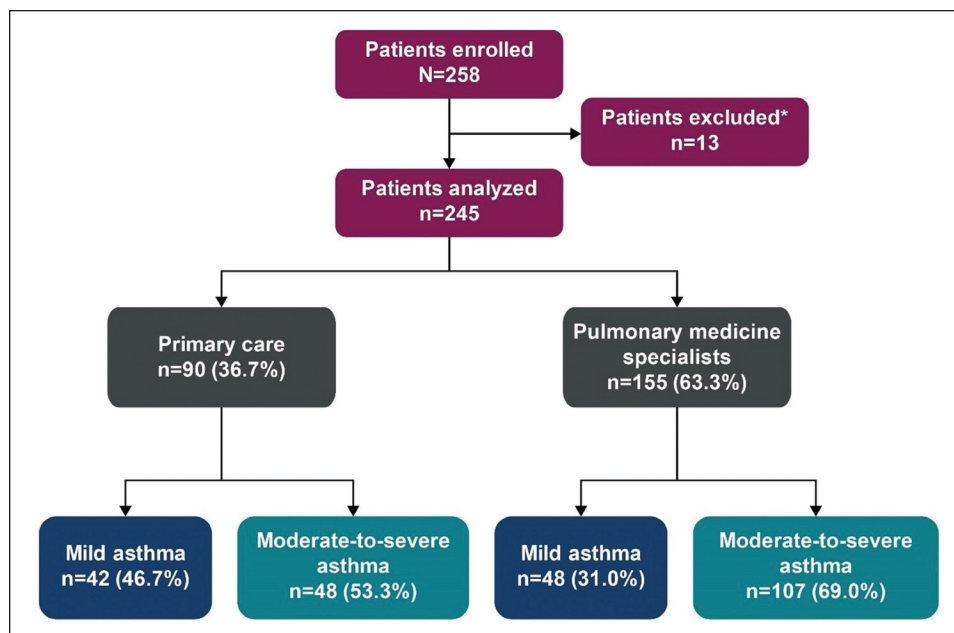 Patients enrolled
N=258
Patients excluded*
n=13
Patients analyzed
n=245
Primary care
n=90 (36.7%)
Pulmonary medicine
specialists
n=155 (63.3%)
Mild asthma
n=42 (46.7%)
Moderate-to-severe
asthma
n=48 (53.3%)
Mild asthma
n=48 (31.0%)
Moderate-to-severe
asthma
n=107 (69.0%)